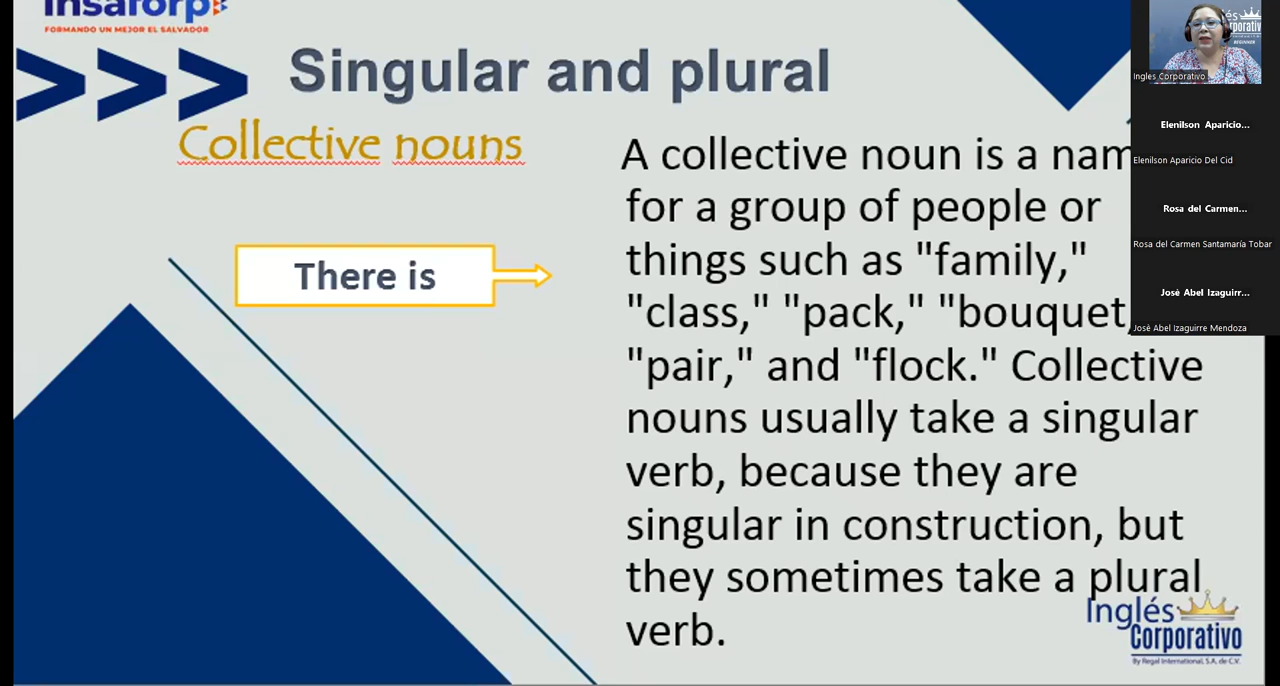 insaforp
FORMANDO UN MEJOR EL SALVADOR
Singular and plural
Collective nouns
There is
A collective noun is a nam
for a group of people or
things such as "family,"
"class," "pack," "bouquet,
"pair," and "flock." Collective
nouns usually take a singular
verb, because they are
singular in construction, but
they sometimes take a plural
verb.
Inglés
Corporativo
By Regal International, S.A. de C.V.
Ingles Corporativo
Elenilson Aparicio...
Elenilson Aparicio Del Cid
Rosa del Carmen...
Rosa del Carmen Santamaría Tobar
José Abel Izaguirr...
José Abel Izaguirre Mendoza